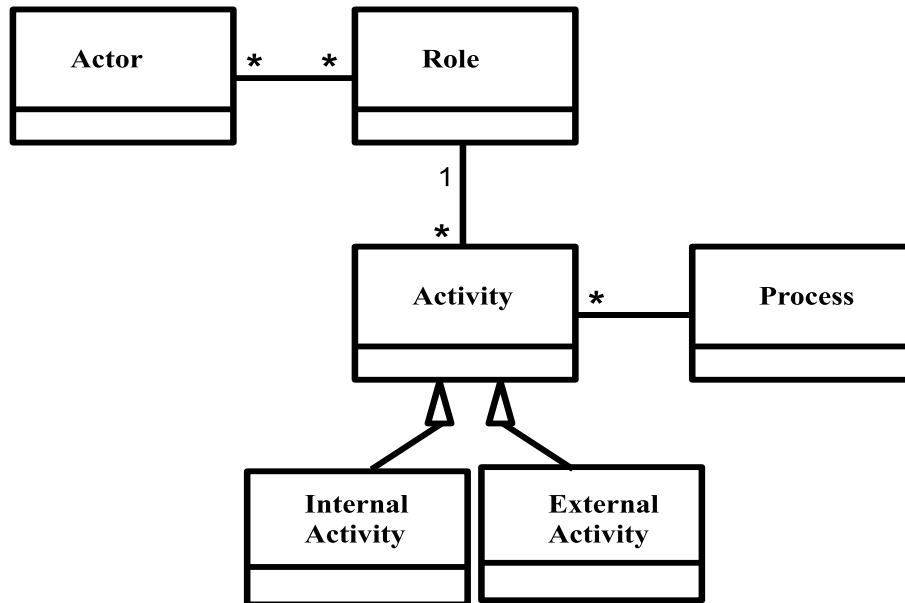 Actor
* *
Role
1
*
Activity
*
Process
Internal
Activity
External
Activity